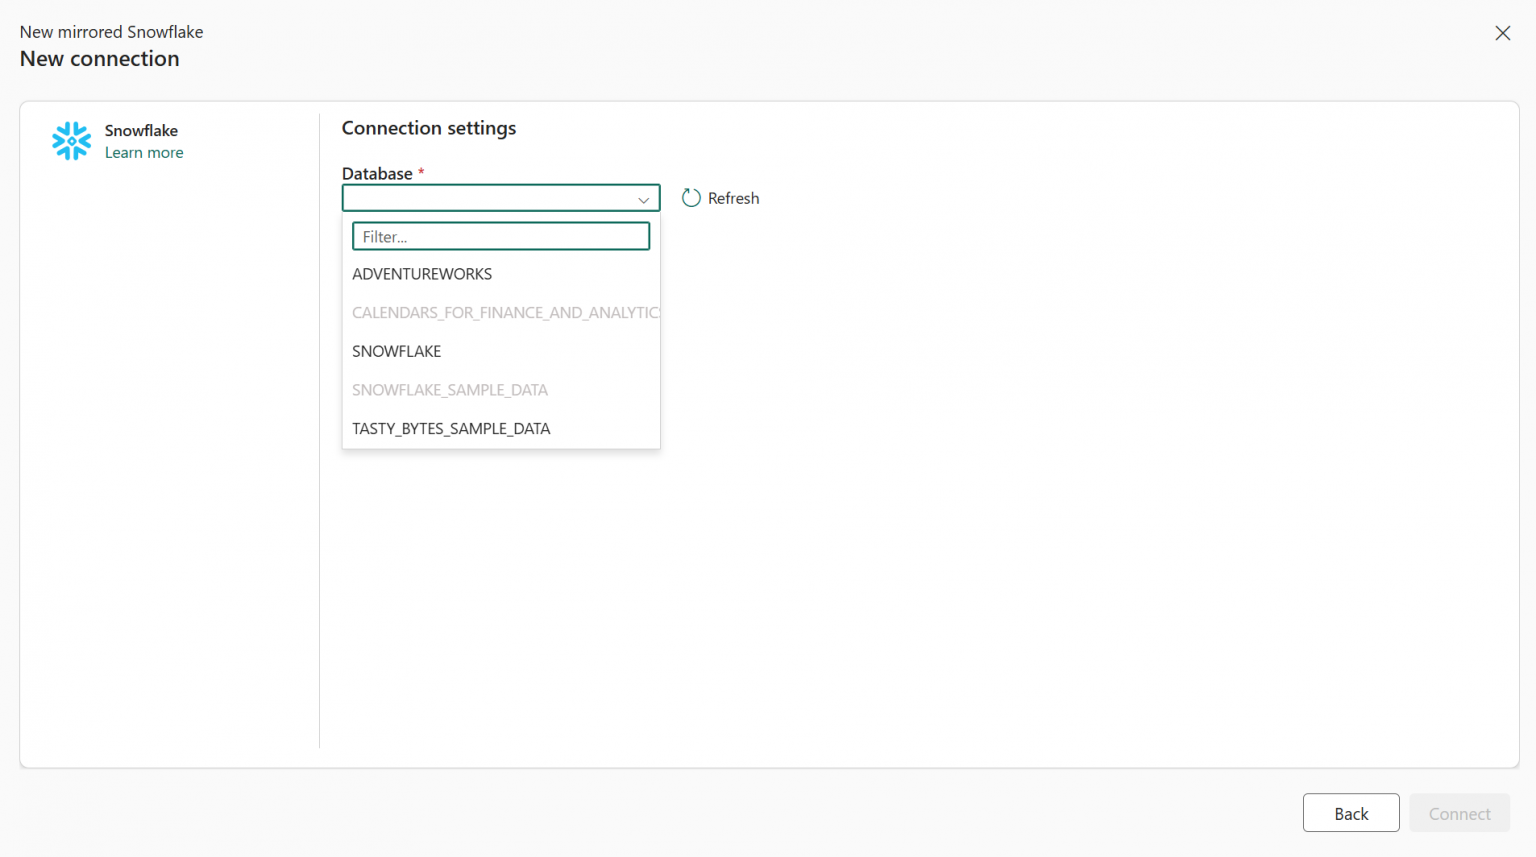 New mirrored Snowflake
New connection
Snowflake
Learn more
Connection settings
Database *
Refresh
Filter...
ADVENTUREWORKS
CALENDARS_FOR_FINANCE_AND_ANALYTICS
SNOWFLAKE
SNOWFLAKE_SAMPLE_DATA
TASTY_BYTES_SAMPLE_DATA
Back
Connect